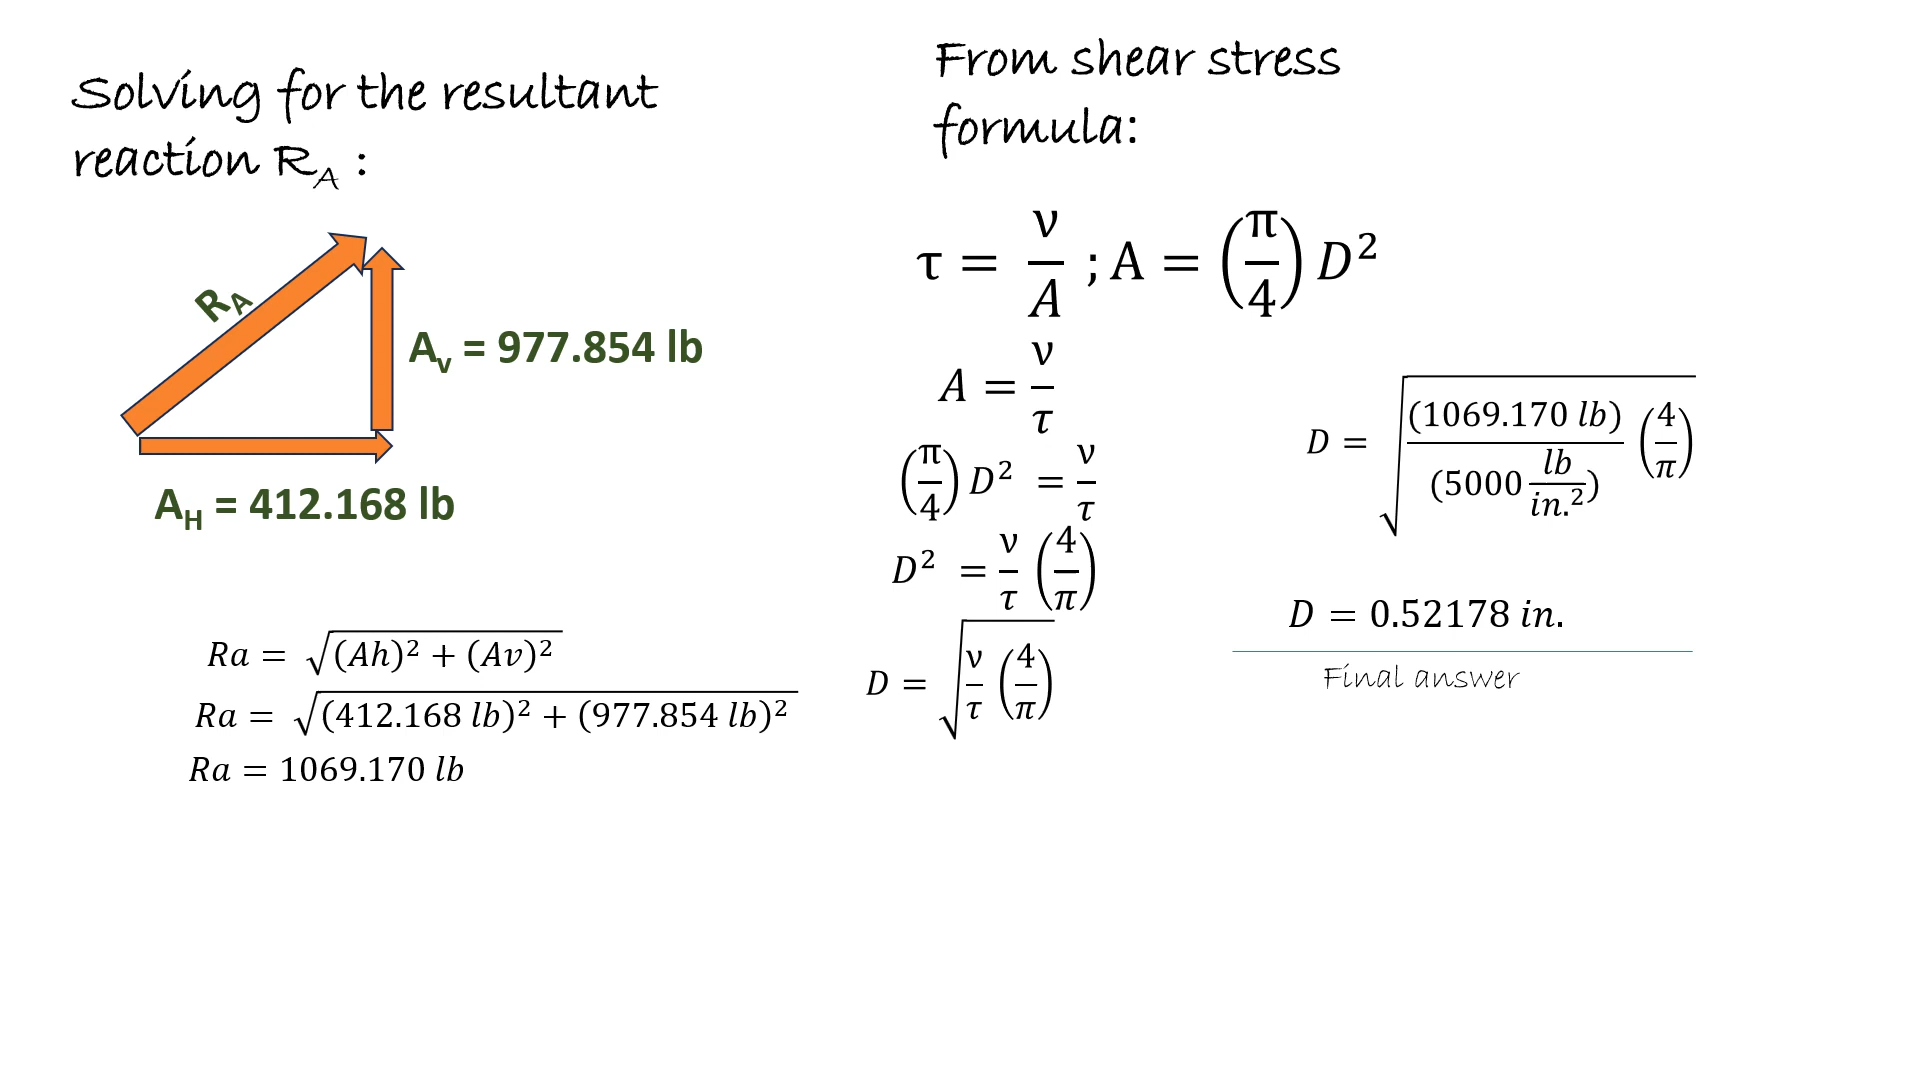 Solving for the resultant
reaction R_A :
R_A
A_v = 977.854 lb
A_H = 412.168 lb
Ra = √((Ah)² + (Av)²)
Ra = √((412.168 lb)² + (977.854 lb)²)
Ra = 1069.170 lb
From shear stress
formula:
τ = ν/A ; A = (π/4) D²
A = ν/τ
(π/4) D² = ν/τ
D² = ν/τ (4/π)
D = √(ν/τ (4/π))
D = √((1069.170 lb)/(5000 lb/in.²) (4/π))
D = 0.52178 in.
Final answer